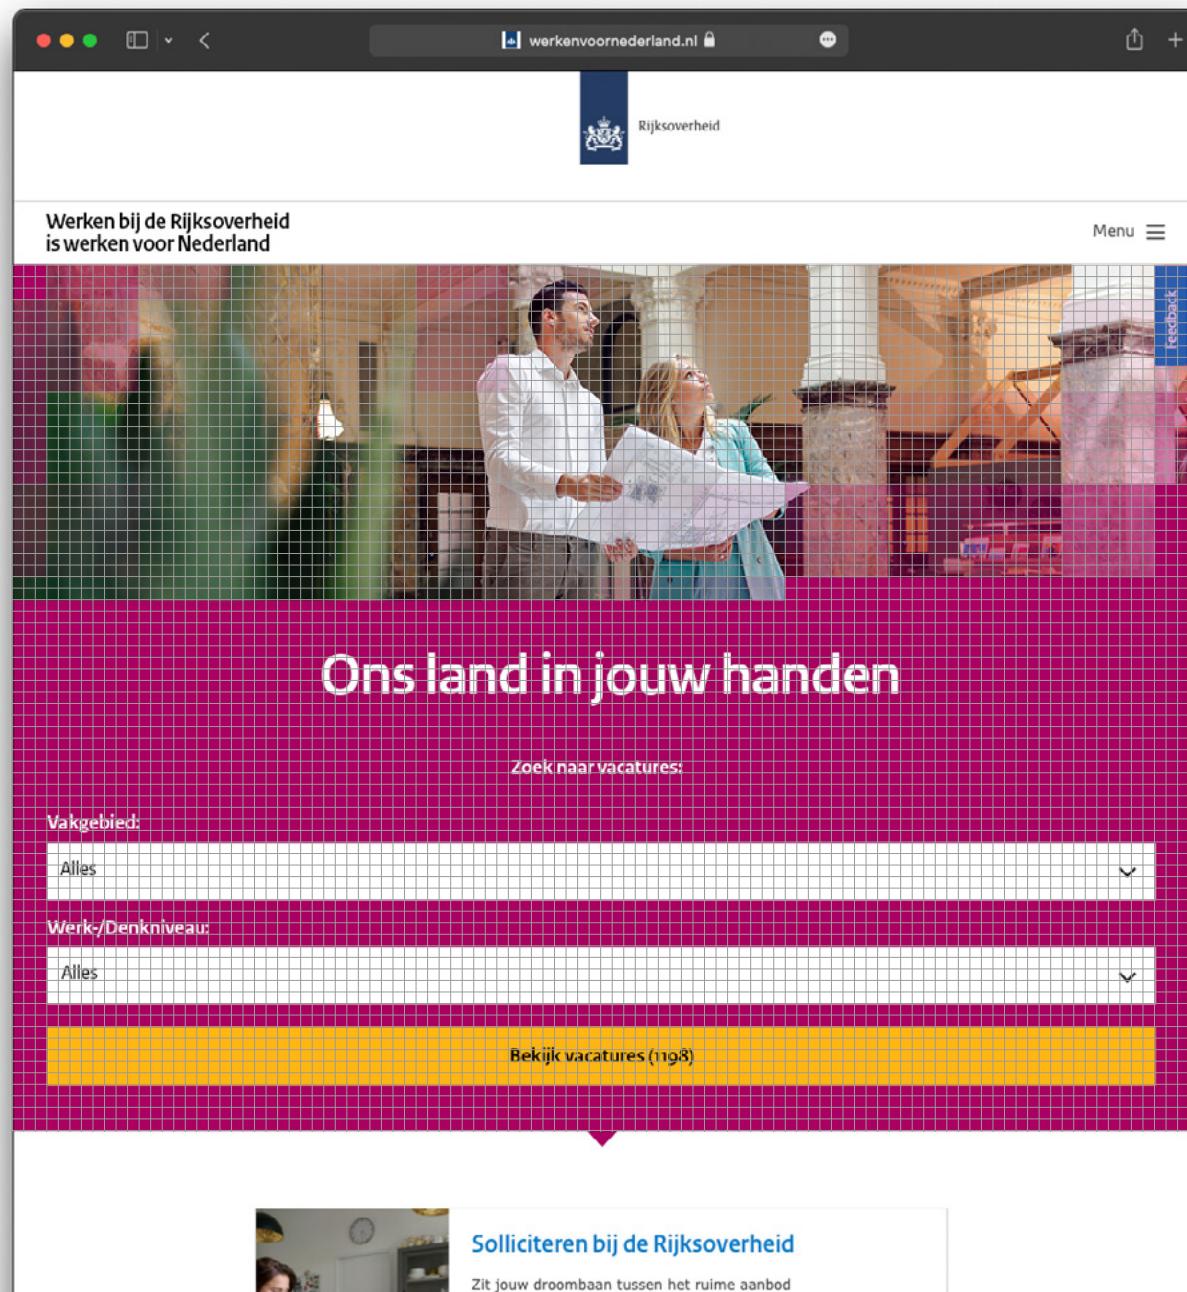 werkenvoornederland.nl
Rijksoverheid
Werken bij de Rijksoverheid
is werken voor Nederland
Menu
Feedback
Ons land in jouw handen
Zoek naar vacatures:
Vakgebied:
Alles
Werk-/Denkniveau:
Alles
Bekijk vacatures (1198)
Solliciteren bij de Rijksoverheid
Zit jouw droombaan tussen het ruime aanbod